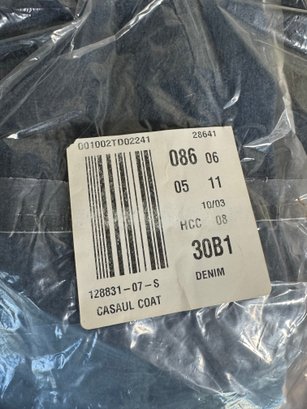 001002TD02241 28641
086 06
05 11
10/03
HCC 08
30B1
DENIM
128831-07-S
CASAUL COAT